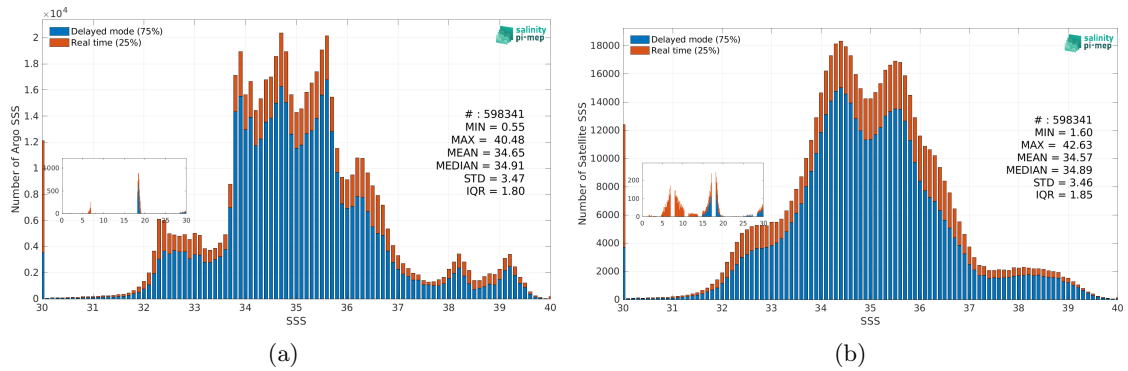 ×10⁴
Delayed mode (75%)
Real time (25%)
salinity
pi-mep
# : 598341
MIN = 0.55
MAX = 40.48
MEAN = 34.65
MEDIAN = 34.91
STD = 3.47
IQR = 1.80
Number of Argo SSS
2
1.8
1.6
1.4
1.2
1
0.8
0.6
0.4
0.2
0
1000
500
0
0 5 10 15 20 25 30
30 31 32 33 34 35 36 37 38 39 40
SSS
(a)
Delayed mode (75%)
Real time (25%)
salinity
pi-mep
# : 598341
MIN = 1.60
MAX = 42.63
MEAN = 34.57
MEDIAN = 34.89
STD = 3.46
IQR = 1.85
Number of Satellite SSS
18000
16000
14000
12000
10000
8000
6000
4000
2000
0
200
100
0
0 5 10 15 20 25 30
30 31 32 33 34 35 36 37 38 39 40
SSS
(b)